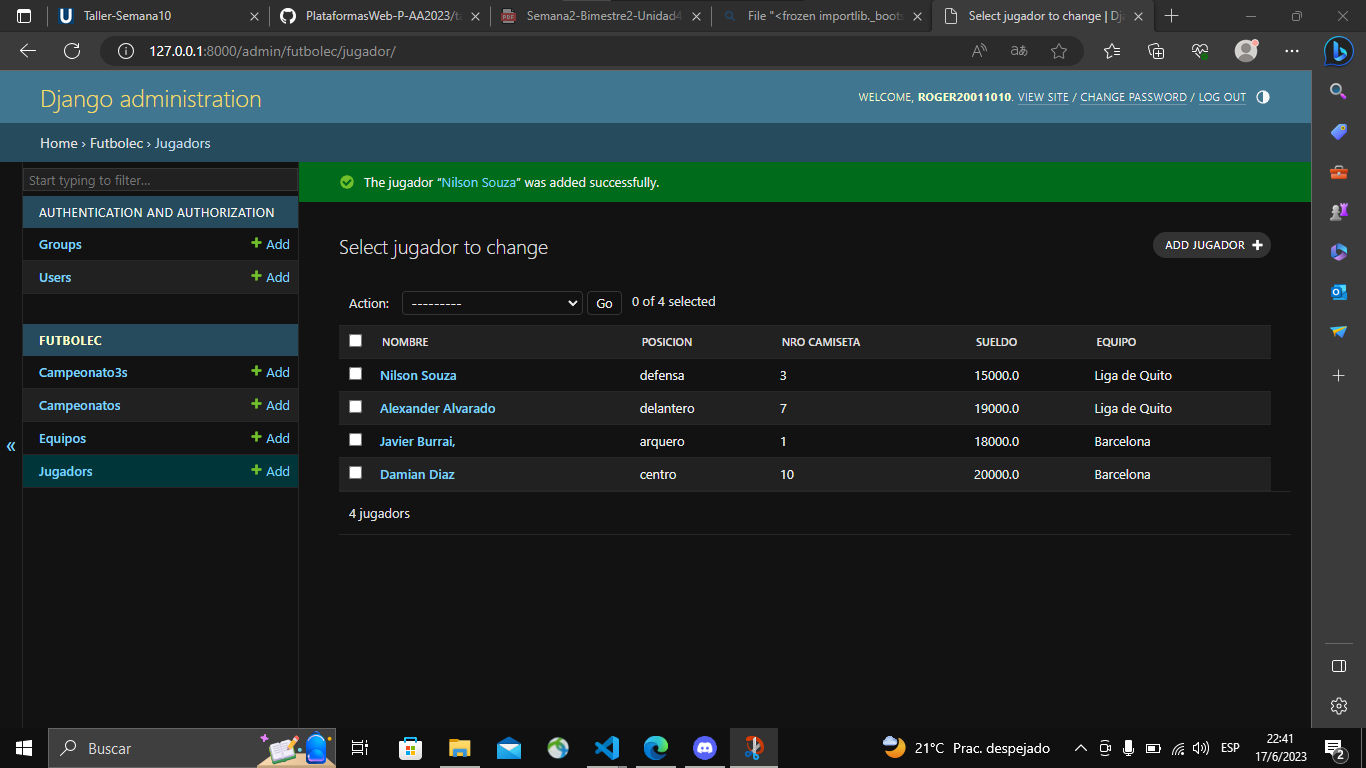 Taller-Semana10
PlataformasWeb-P-AA2023/ta
Semana2-Bimestre2-Unidad4
File "<frozen importlib._boots
Select jugador to change | Dja
127.0.0.1:8000/admin/futbolec/jugador/
Django administration
WELCOME, ROGER20011010. VIEW SITE / CHANGE PASSWORD / LOG OUT
Home › Futbolec › Jugadors
Start typing to filter...
AUTHENTICATION AND AUTHORIZATION
Groups + Add
Users + Add
FUTBOLEC
Campeonato3s + Add
Campeonatos + Add
Equipos + Add
Jugadors + Add
«
The jugador “Nilson Souza” was added successfully.
Select jugador to change
ADD JUGADOR +
Action: --------- Go 0 of 4 selected
NOMBRE POSICION NRO CAMISETA SUELDO EQUIPO
Nilson Souza defensa 3 15000.0 Liga de Quito
Alexander Alvarado delantero 7 19000.0 Liga de Quito
Javier Burrai, arquero 1 18000.0 Barcelona
Damian Diaz centro 10 20000.0 Barcelona
4 jugadors
Buscar
21°C Prac. despejado
ESP
22:41
17/6/2023
2